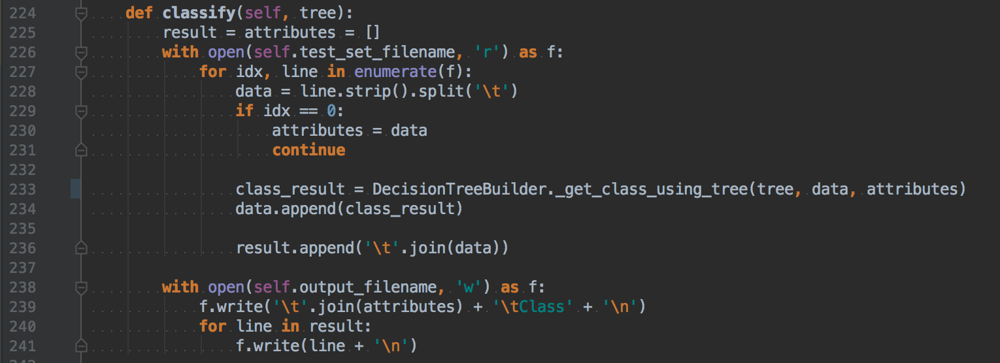 224 def classify(self, tree):
225 result = attributes = []
226 with open(self.test_set_filename, 'r') as f:
227 for idx, line in enumerate(f):
228 data = line.strip().split('\t')
229 if idx == 0:
230 attributes = data
231 continue
232
233 class_result = DecisionTreeBuilder._get_class_using_tree(tree, data, attributes)
234 data.append(class_result)
235
236 result.append('\t'.join(data))
237
238 with open(self.output_filename, 'w') as f:
239 f.write('\t'.join(attributes) + '\tClass' + '\n')
240 for line in result:
241 f.write(line + '\n')